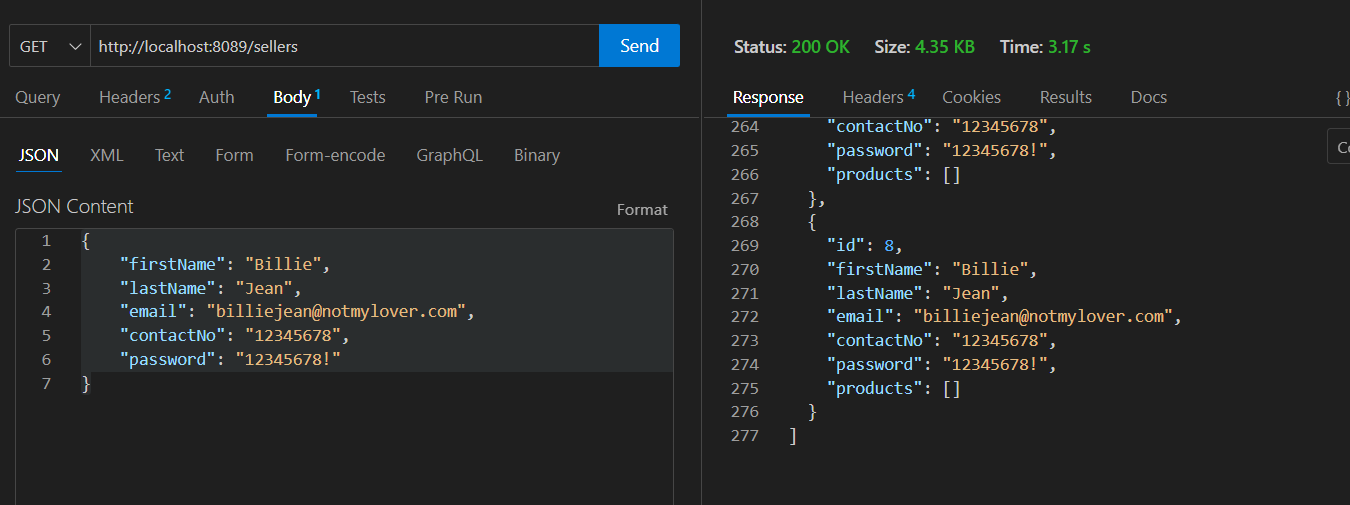 GET http://localhost:8089/sellers Send
Query Headers 2 Auth Body 1 Tests Pre Run
JSON XML Text Form Form-encode GraphQL Binary
JSON Content Format
1 {
2 "firstName": "Billie",
3 "lastName": "Jean",
4 "email": "billiejean@notmylover.com",
5 "contactNo": "12345678",
6 "password": "12345678!"
7 }
Status: 200 OK Size: 4.35 KB Time: 3.17 s
Response Headers 4 Cookies Results Docs { }
264 "contactNo": "12345678",
265 "password": "12345678!",
266 "products": []
267 },
268 {
269 "id": 8,
270 "firstName": "Billie",
271 "lastName": "Jean",
272 "email": "billiejean@notmylover.com",
273 "contactNo": "12345678",
274 "password": "12345678!",
275 "products": []
276 }
277 ]